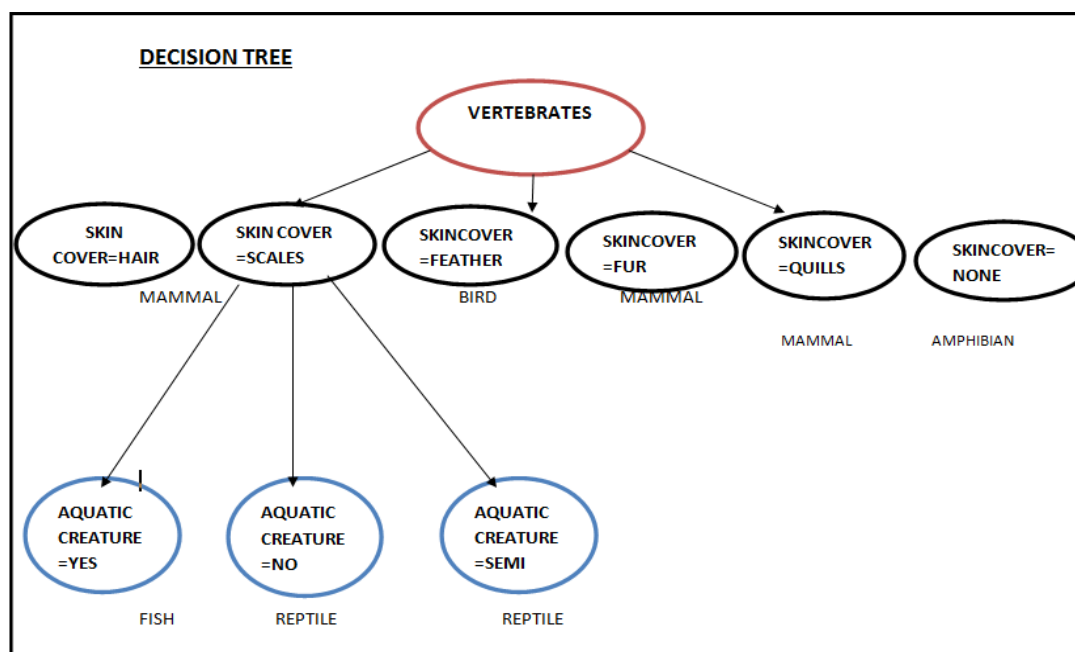 DECISION TREE
VERTEBRATES
SKIN
COVER=HAIR
SKIN COVER
=SCALES
SKINCOVER
=FEATHER
SKINCOVER
=FUR
SKINCOVER
=QUILLS
SKINCOVER=
NONE
MAMMAL
BIRD
MAMMAL
MAMMAL
AMPHIBIAN
AQUATIC
CREATURE
=YES
AQUATIC
CREATURE
=NO
AQUATIC
CREATURE
=SEMI
FISH
REPTILE
REPTILE